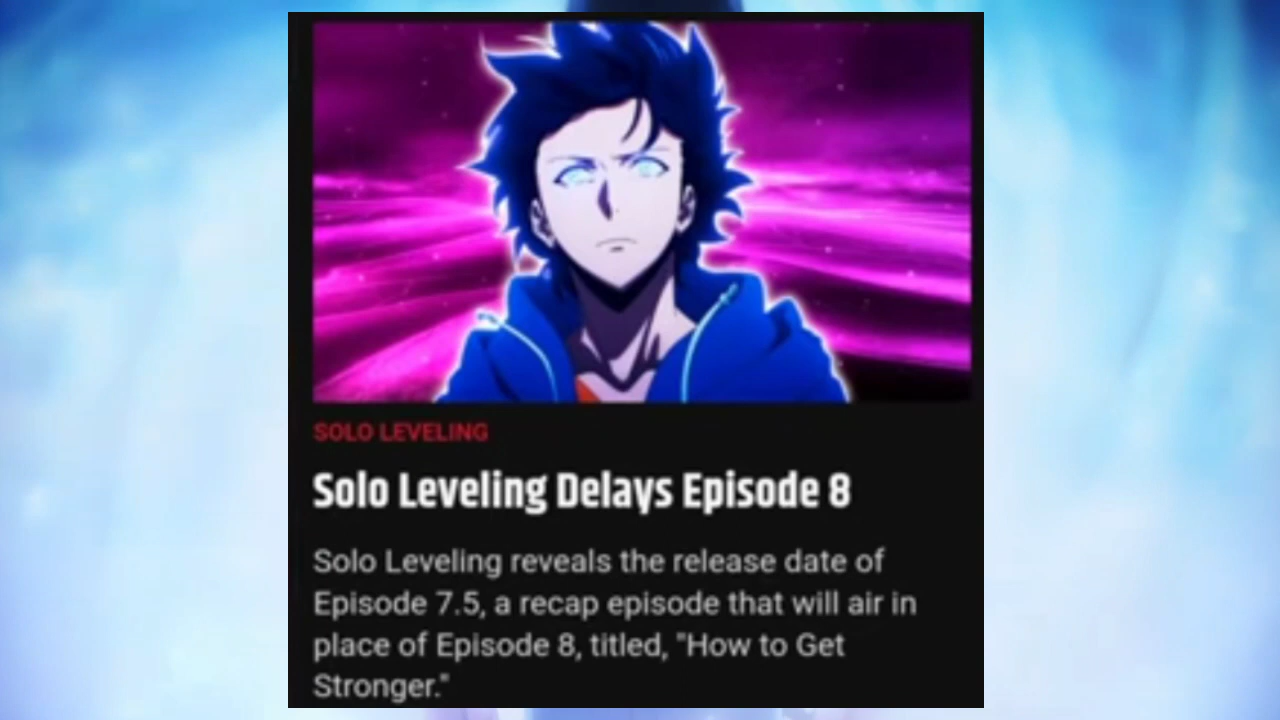 SOLO LEVELING
Solo Leveling Delays Episode 8
Solo Leveling reveals the release date of
Episode 7.5, a recap episode that will air in
place of Episode 8, titled, "How to Get
Stronger."